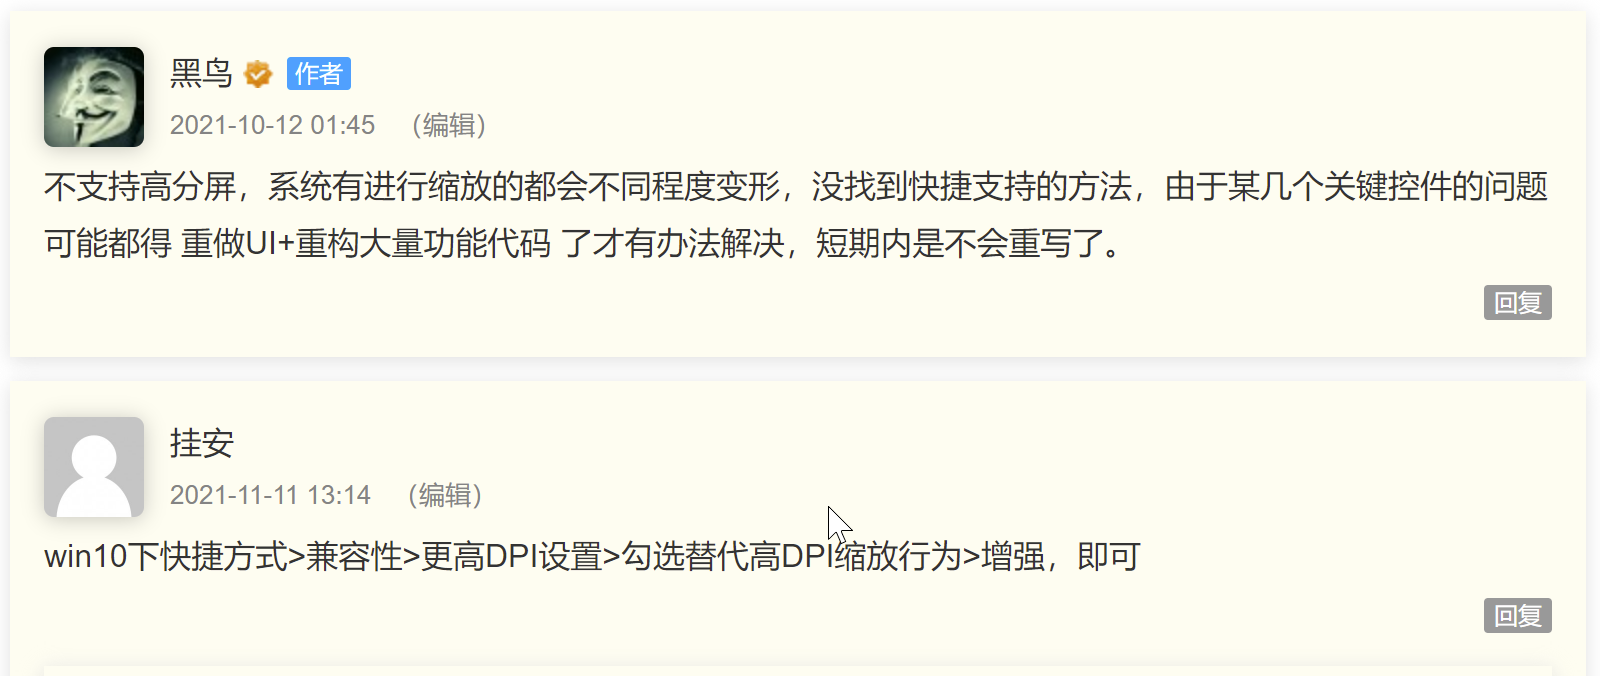 黑鸟 作者
2021-10-12 01:45 （编辑）
不支持高分屏，系统有进行缩放的都会不同程度变形，没找到快捷支持的方法，由于某几个关键控件的问题
可能都得 重做UI+重构大量功能代码 了才有办法解决，短期内是不会重写了。
回复
挂安
2021-11-11 13:14 （编辑）
win10下快捷方式>兼容性>更高DPI设置>勾选替代高DPI缩放行为>增强，即可
回复